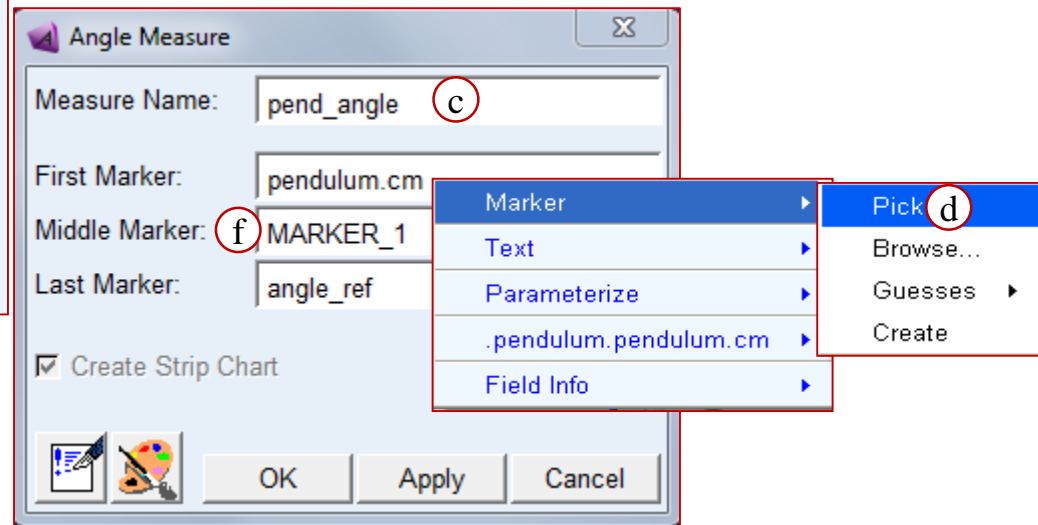 Angle Measure
Measure Name: pend_angle c
First Marker: pendulum.cm
Middle Marker: f MARKER_1
Last Marker: angle_ref
Create Strip Chart
OK Apply Cancel
Marker
Text
Parameterize
.pendulum.pendulum.cm
Field Info
Pick d
Browse...
Guesses
Create